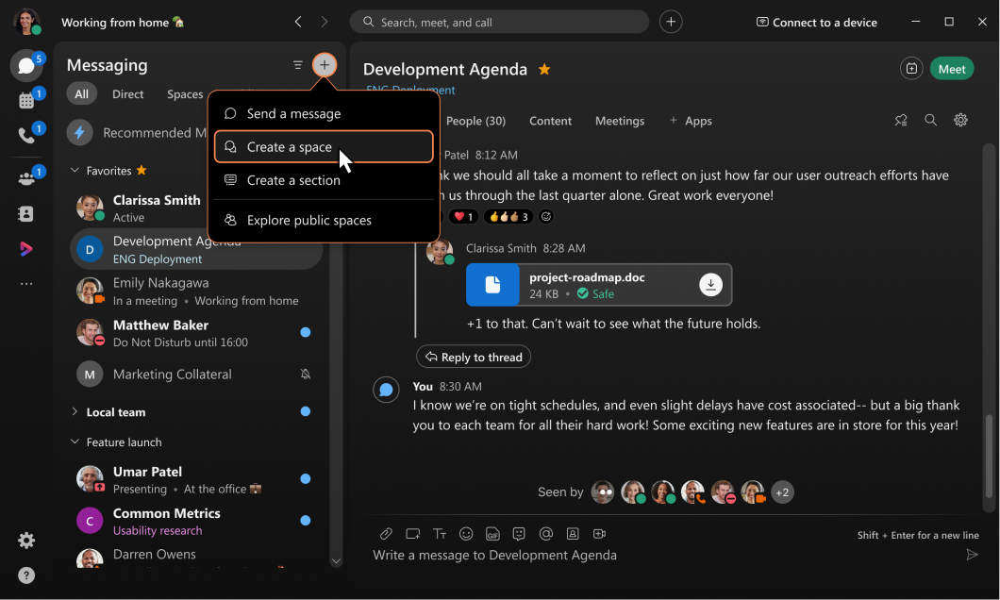 Working from home
Search, meet, and call
Connect to a device
5
1
1
1
Messaging
All
Direct
Spaces
Recommended M
Favorites
Clarissa Smith
Active
D
Development Agenda
ENG Deployment
Emily Nakagawa
In a meeting • Working from home
Matthew Baker
Do Not Disturb until 16:00
M
Marketing Collateral
Local team
Feature launch
Umar Patel
Presenting • At the office
C
Common Metrics
Usability research
Darren Owens
Send a message
Create a space
Create a section
Explore public spaces
Development Agenda
ENG Deployment
Meet
People (30)
Content
Meetings
+ Apps
Patel 8:12 AM
k we should all take a moment to reflect on just how far our user outreach efforts have
us through the last quarter alone. Great work everyone!
1
3
Clarissa Smith 8:28 AM
project-roadmap.doc
24 KB • Safe
+1 to that. Can't wait to see what the future holds.
Reply to thread
You 8:30 AM
I know we're on tight schedules, and even slight delays have cost associated-- but a big thank
you to each team for all their hard work! Some exciting new features are in store for this year!
Seen by
+2
GIF
Shift + Enter for a new line
Write a message to Development Agenda
?